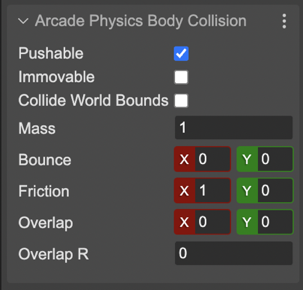 Arcade Physics Body Collision
Pushable
Immovable
Collide World Bounds
Mass 1
Bounce X 0 Y 0
Friction X 1 Y 0
Overlap X 0 Y 0
Overlap R 0